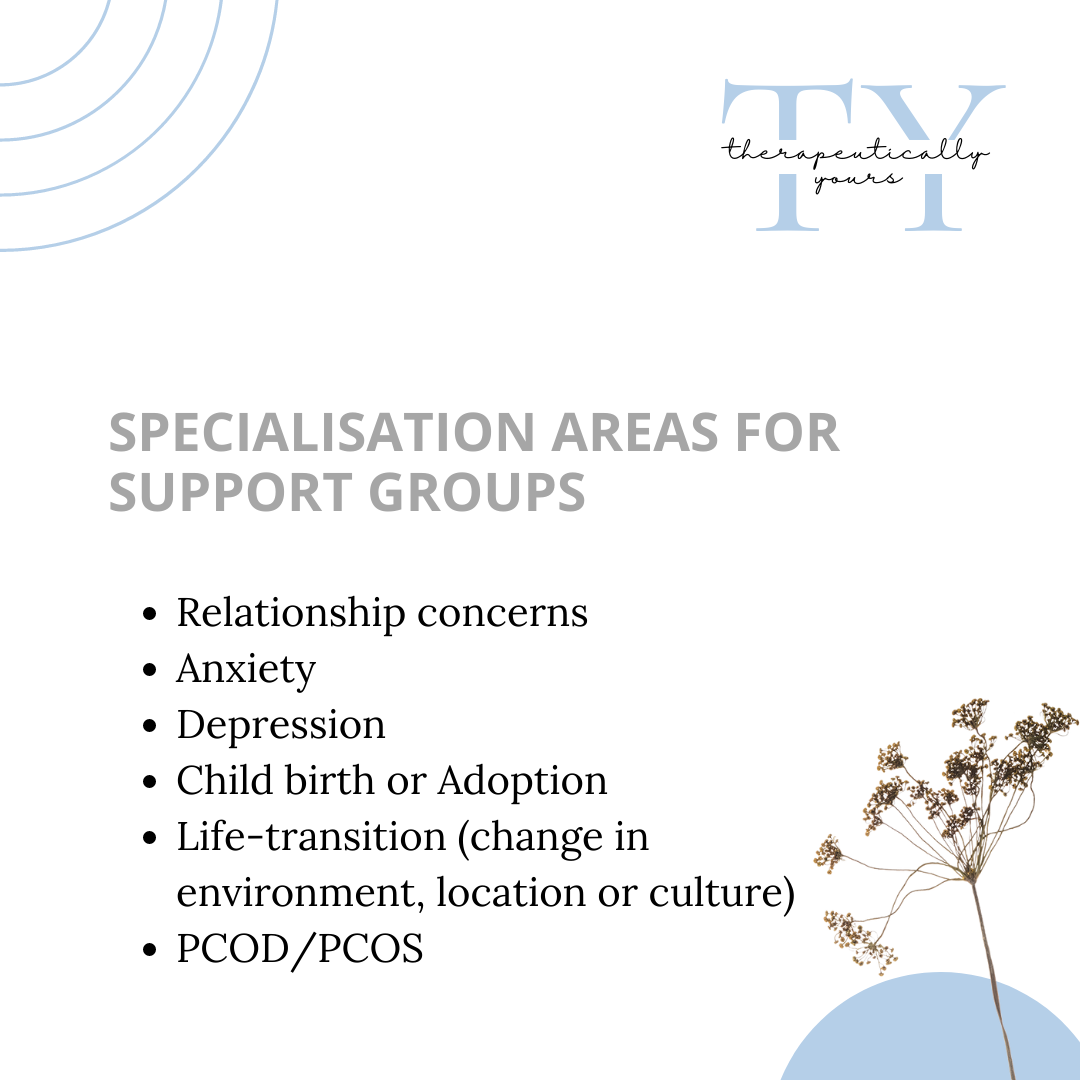 TY
therapeutically
yours
SPECIALISATION AREAS FOR
SUPPORT GROUPS
• Relationship concerns
• Anxiety
• Depression
• Child birth or Adoption
• Life-transition (change in
environment, location or culture)
• PCOD/PCOS